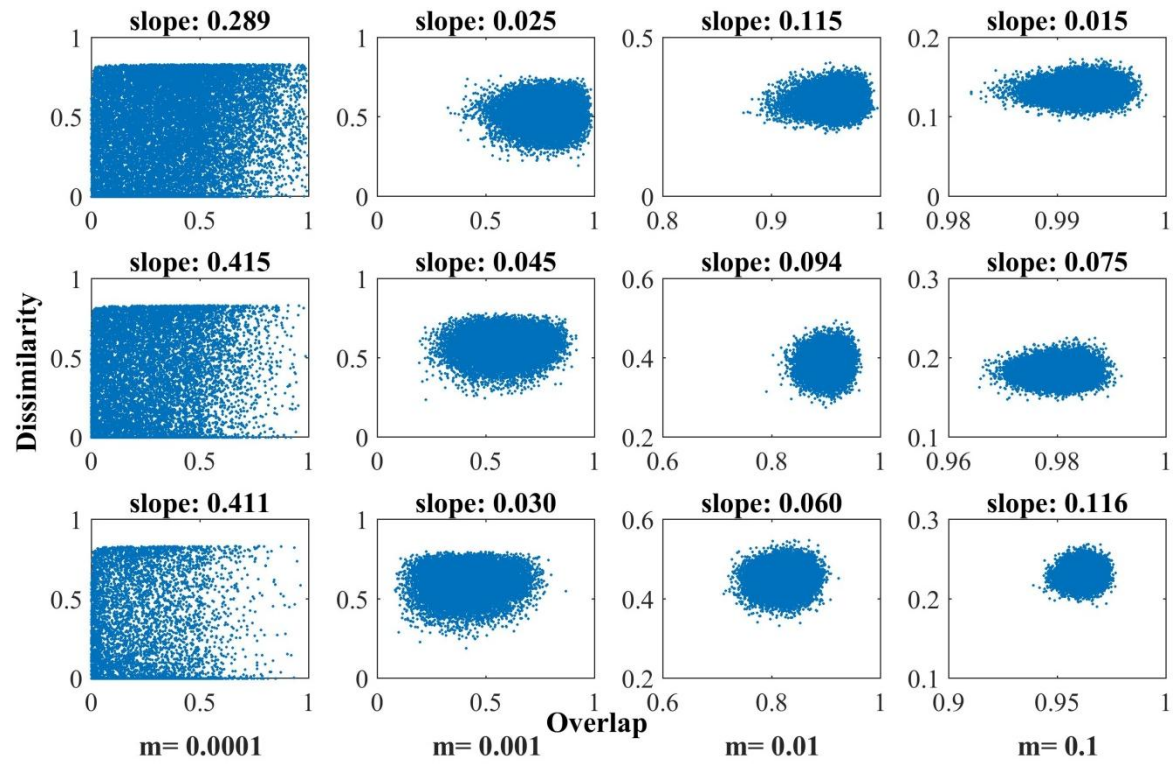 slope: 0.289 slope: 0.025 slope: 0.115 slope: 0.015
1 1 0.5 0.2
0.5 0.5 0.1
0 0 0 0
0 0.5 1 0 0.5 1 0.8 0.9 1 0.98 0.99 1
slope: 0.415 slope: 0.045 slope: 0.094 slope: 0.075
1 1 0.6 0.3
Dissimilarity
0.5 0.5 0.4 0.2
0 0 0.2 0.1
0 0.5 1 0 0.5 1 0.6 0.8 1 0.96 0.98 1
slope: 0.411 slope: 0.030 slope: 0.060 slope: 0.116
1 1 0.6 0.3
0.5 0.5 0.4 0.2
0 0 0.2 0.1
0 0.5 1 0 0.5 1 0.6 0.8 1 0.9 0.95 1
Overlap
m= 0.0001 m= 0.001 m= 0.01 m= 0.1